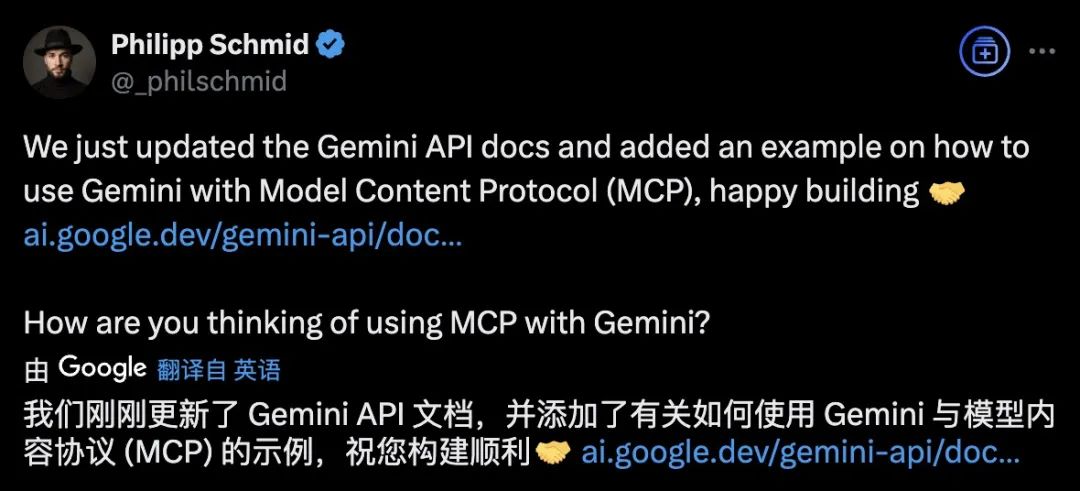 Philipp Schmid
@_philschmid
We just updated the Gemini API docs and added an example on how to
use Gemini with Model Content Protocol (MCP), happy building 🤝
ai.google.dev/gemini-api/doc...
How are you thinking of using MCP with Gemini?
由 Google 翻译自 英语
我们刚刚更新了 Gemini API 文档，并添加了有关如何使用 Gemini 与模型内
容协议 (MCP) 的示例，祝您构建顺利🤝 ai.google.dev/gemini-api/doc...